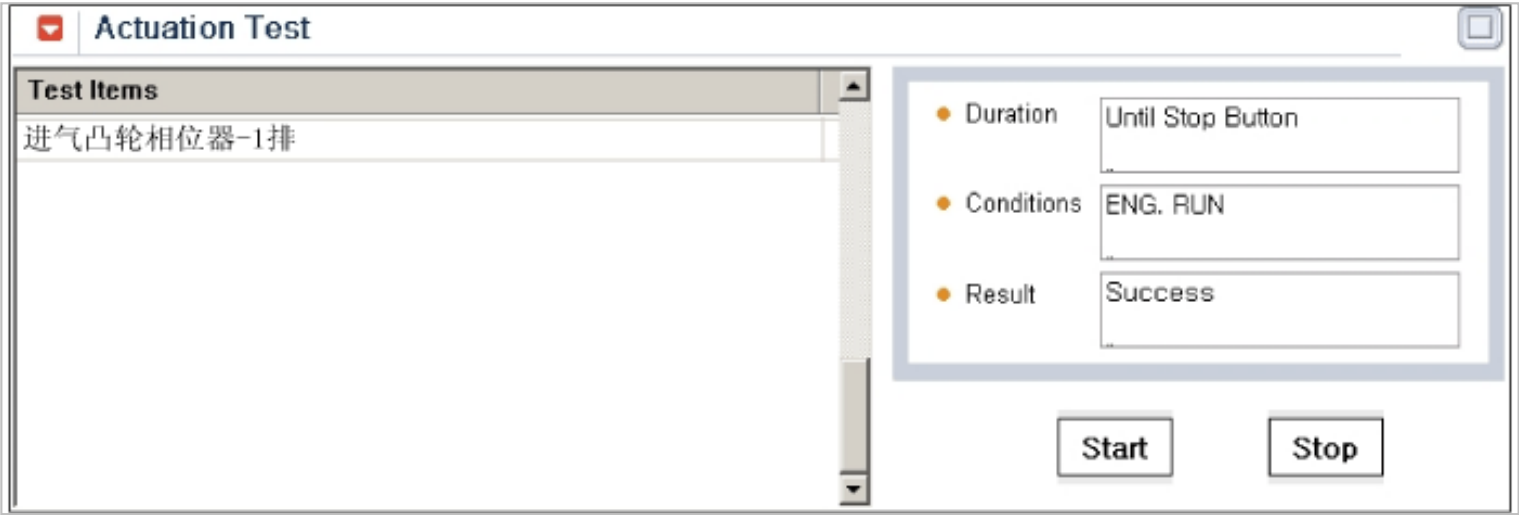 Actuation Test
Test Items
进气凸轮相位器-1排
Duration
Until Stop Button
Conditions
ENG. RUN
Result
Success
Start
Stop